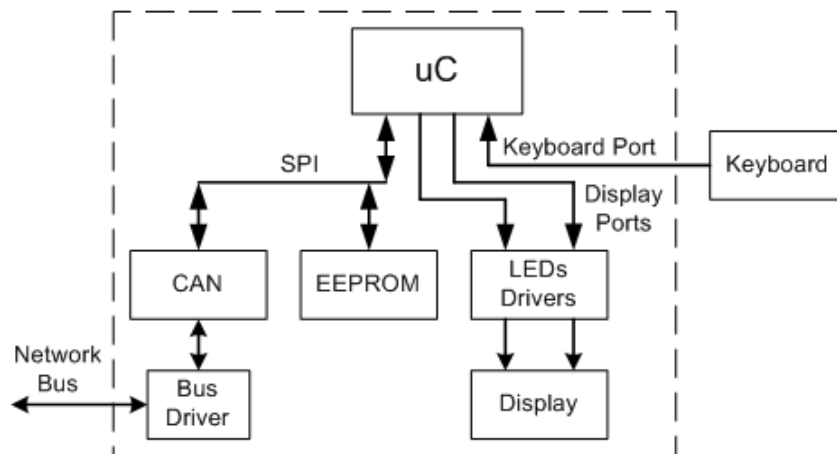 uC
Keyboard Port
Keyboard
SPI
Display
Ports
CAN
EEPROM
LEDs
Drivers
Network
Bus
Bus
Driver
Display